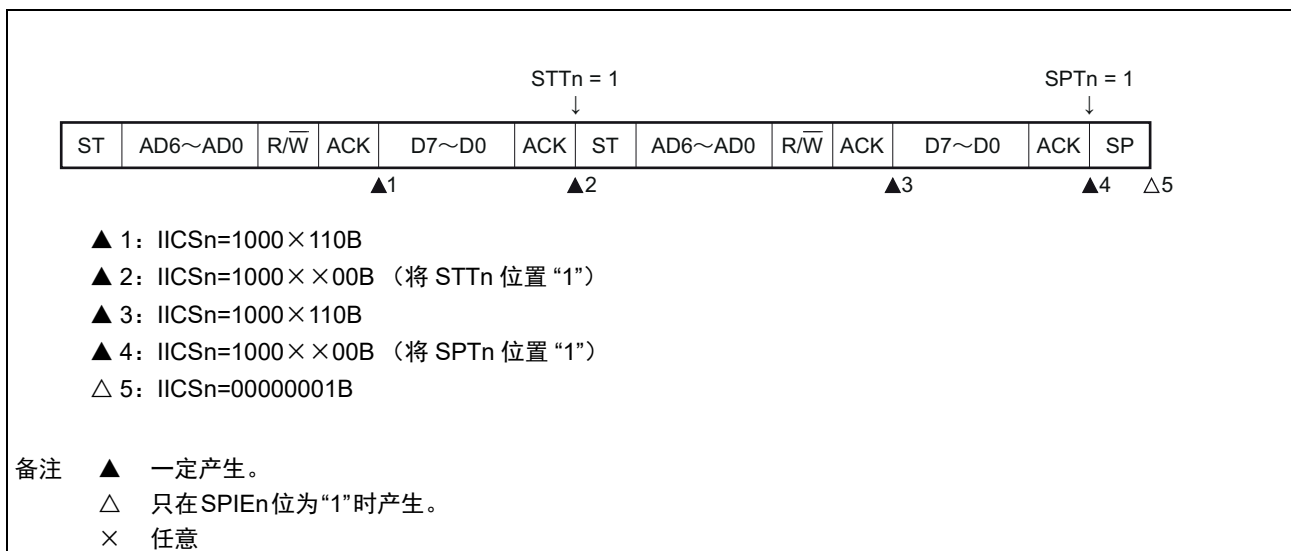 STTn = 1 SPTn = 1
↓ ↓
ST AD6～AD0 R/W̅ ACK D7～D0 ACK ST AD6～AD0 R/W̅ ACK D7～D0 ACK SP
▲1 ▲2 ▲3 ▲4 △5
▲ 1：IICSn=1000×110B
▲ 2：IICSn=1000××00B （将 STTn 位置 “1”）
▲ 3：IICSn=1000×110B
▲ 4：IICSn=1000××00B （将 SPTn 位置 “1”）
△ 5：IICSn=00000001B
备注 ▲ 一定产生。
△ 只在SPIEn位为“1”时产生。
× 任意